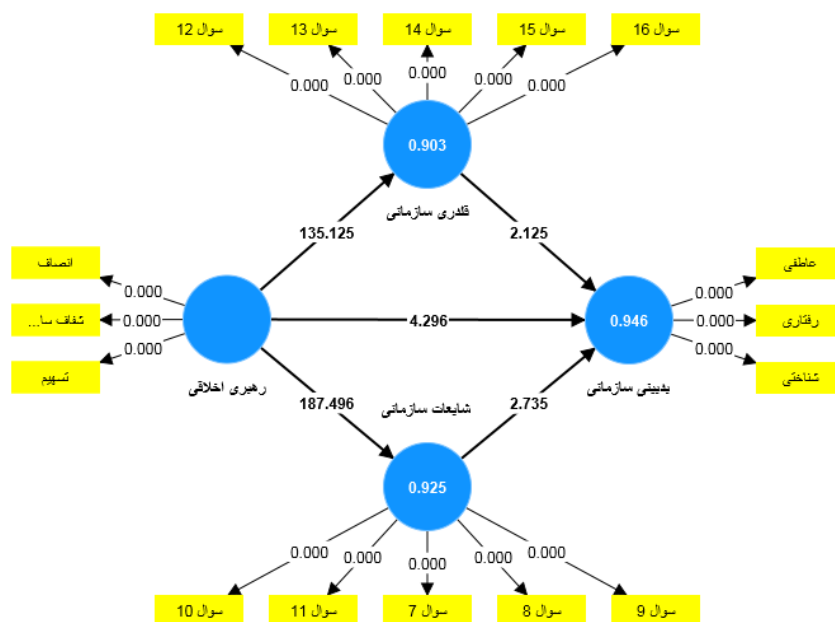 سوال 12
سوال 13
سوال 14
سوال 15
سوال 16
0.000
0.000
0.000
0.000
0.000
0.903
قلدری سازمانی
135.125
2.125
انصاف
شفاف سا...
تسهیم
0.000
0.000
0.000
رهبری اخلاقی
4.296
0.946
بدبینی سازمانی
0.000
0.000
0.000
عاطفی
رفتاری
شناختی
شایعات سازمانی
187.496
2.735
0.925
0.000
0.000
0.000
0.000
0.000
سوال 10
سوال 11
سوال 7
سوال 8
سوال 9